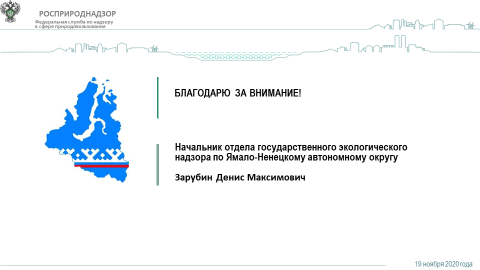 РОСПРИРОДНАДЗОР
Федеральная служба по надзору
в сфере природопользования
БЛАГОДАРЮ ЗА ВНИМАНИЕ!
Начальник отдела государственного экологического
надзора по Ямало-Ненецкому автономному округу
Зарубин Денис Максимович
19 ноября 2020 года